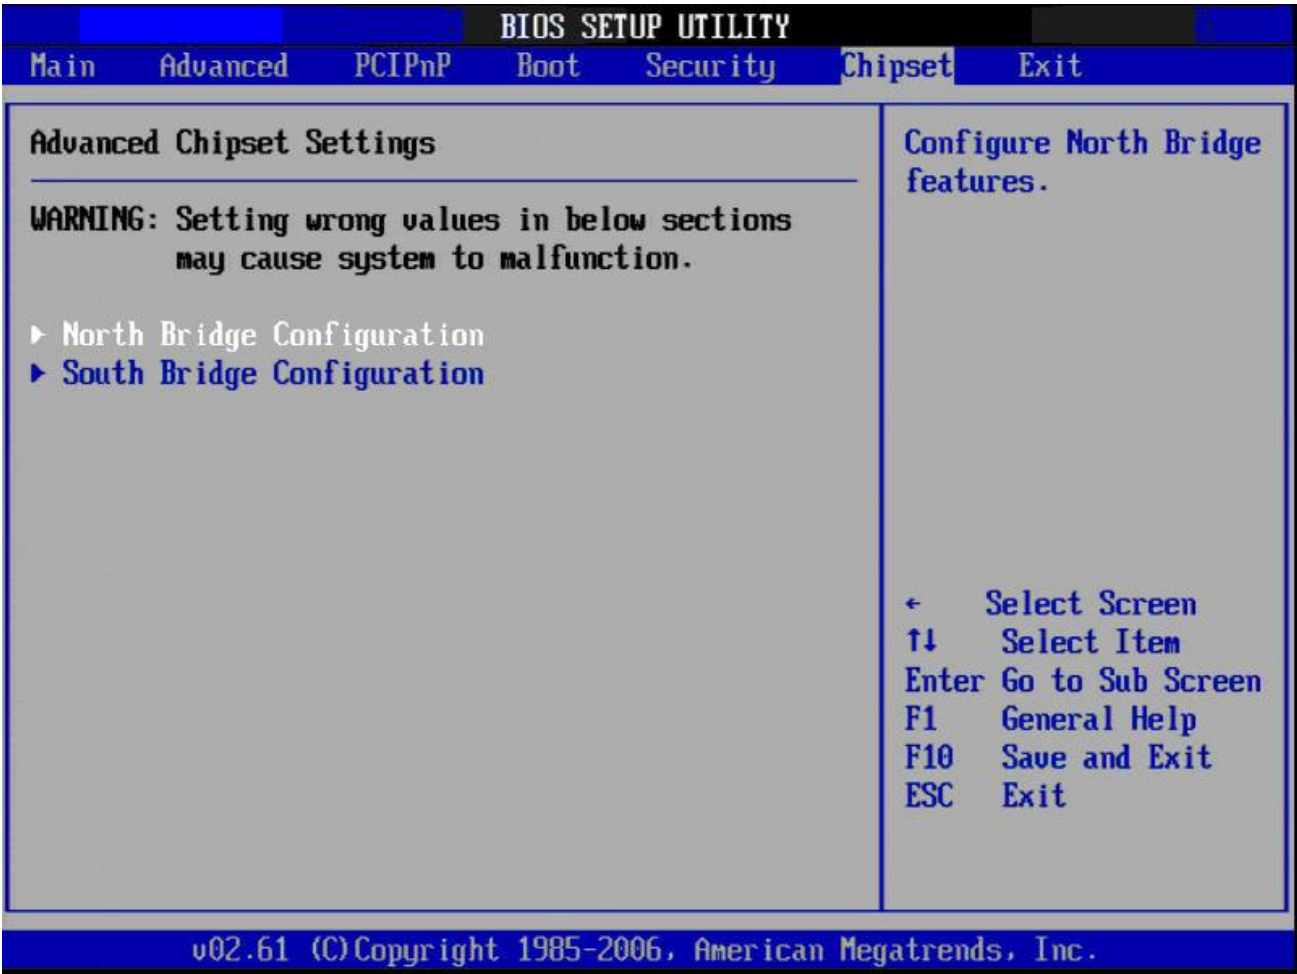 BIOS SETUP UTILITY
Main Advanced PCIPnP Boot Security Chipset Exit
Advanced Chipset Settings
WARNING: Setting wrong values in below sections
may cause system to malfunction.
▶ North Bridge Configuration
▶ South Bridge Configuration
Configure North Bridge
features.
← Select Screen
↑↓ Select Item
Enter Go to Sub Screen
F1 General Help
F10 Save and Exit
ESC Exit
v02.61 (C)Copyright 1985-2006, American Megatrends, Inc.